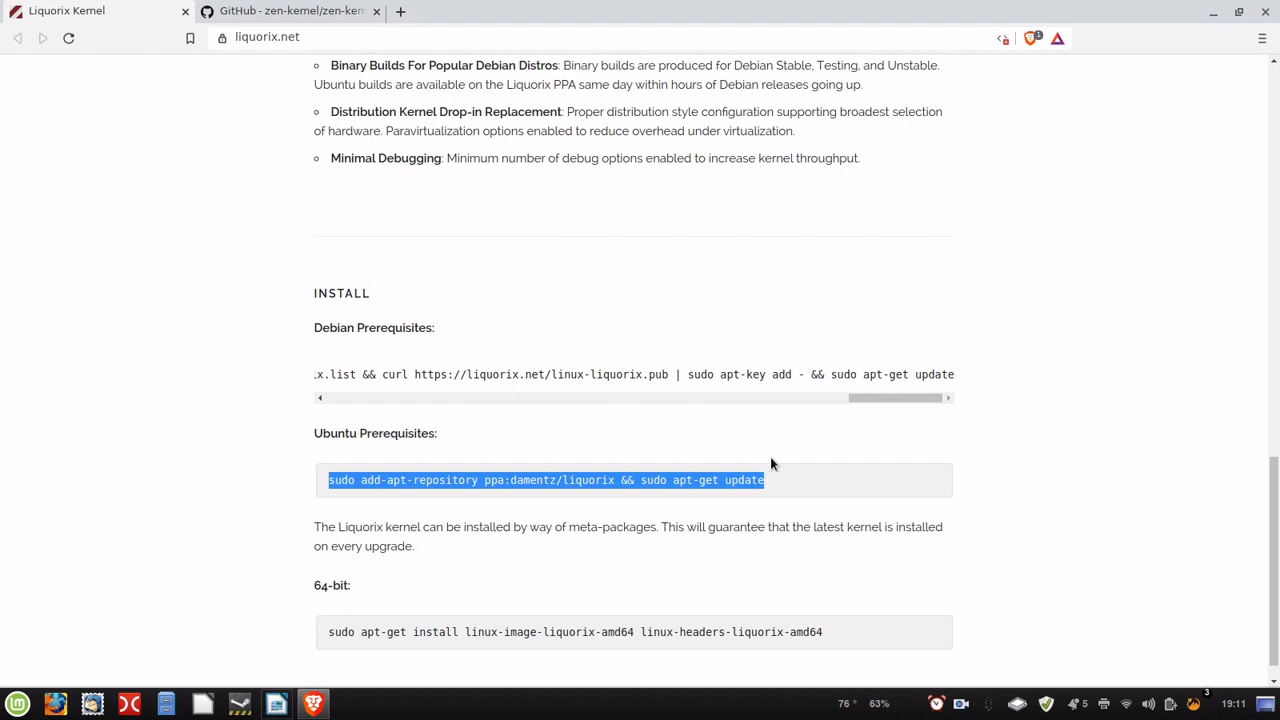 Liquorix Kernel
GitHub - zen-kernel/zen-kern
liquorix.net
1
Binary Builds For Popular Debian Distros: Binary builds are produced for Debian Stable, Testing, and Unstable.
Ubuntu builds are available on the Liquorix PPA same day within hours of Debian releases going up.
Distribution Kernel Drop-in Replacement: Proper distribution style configuration supporting broadest selection
of hardware. Paravirtualization options enabled to reduce overhead under virtualization.
Minimal Debugging: Minimum number of debug options enabled to increase kernel throughput.
INSTALL
Debian Prerequisites:
x.list && curl https://liquorix.net/linux-liquorix.pub | sudo apt-key add - && sudo apt-get update
Ubuntu Prerequisites:
sudo add-apt-repository ppa:damentz/liquorix && sudo apt-get update
The Liquorix kernel can be installed by way of meta-packages. This will guarantee that the latest kernel is installed
on every upgrade.
64-bit:
sudo apt-get install linux-image-liquorix-amd64 linux-headers-liquorix-amd64
76 ° 63% 5 3 19:11